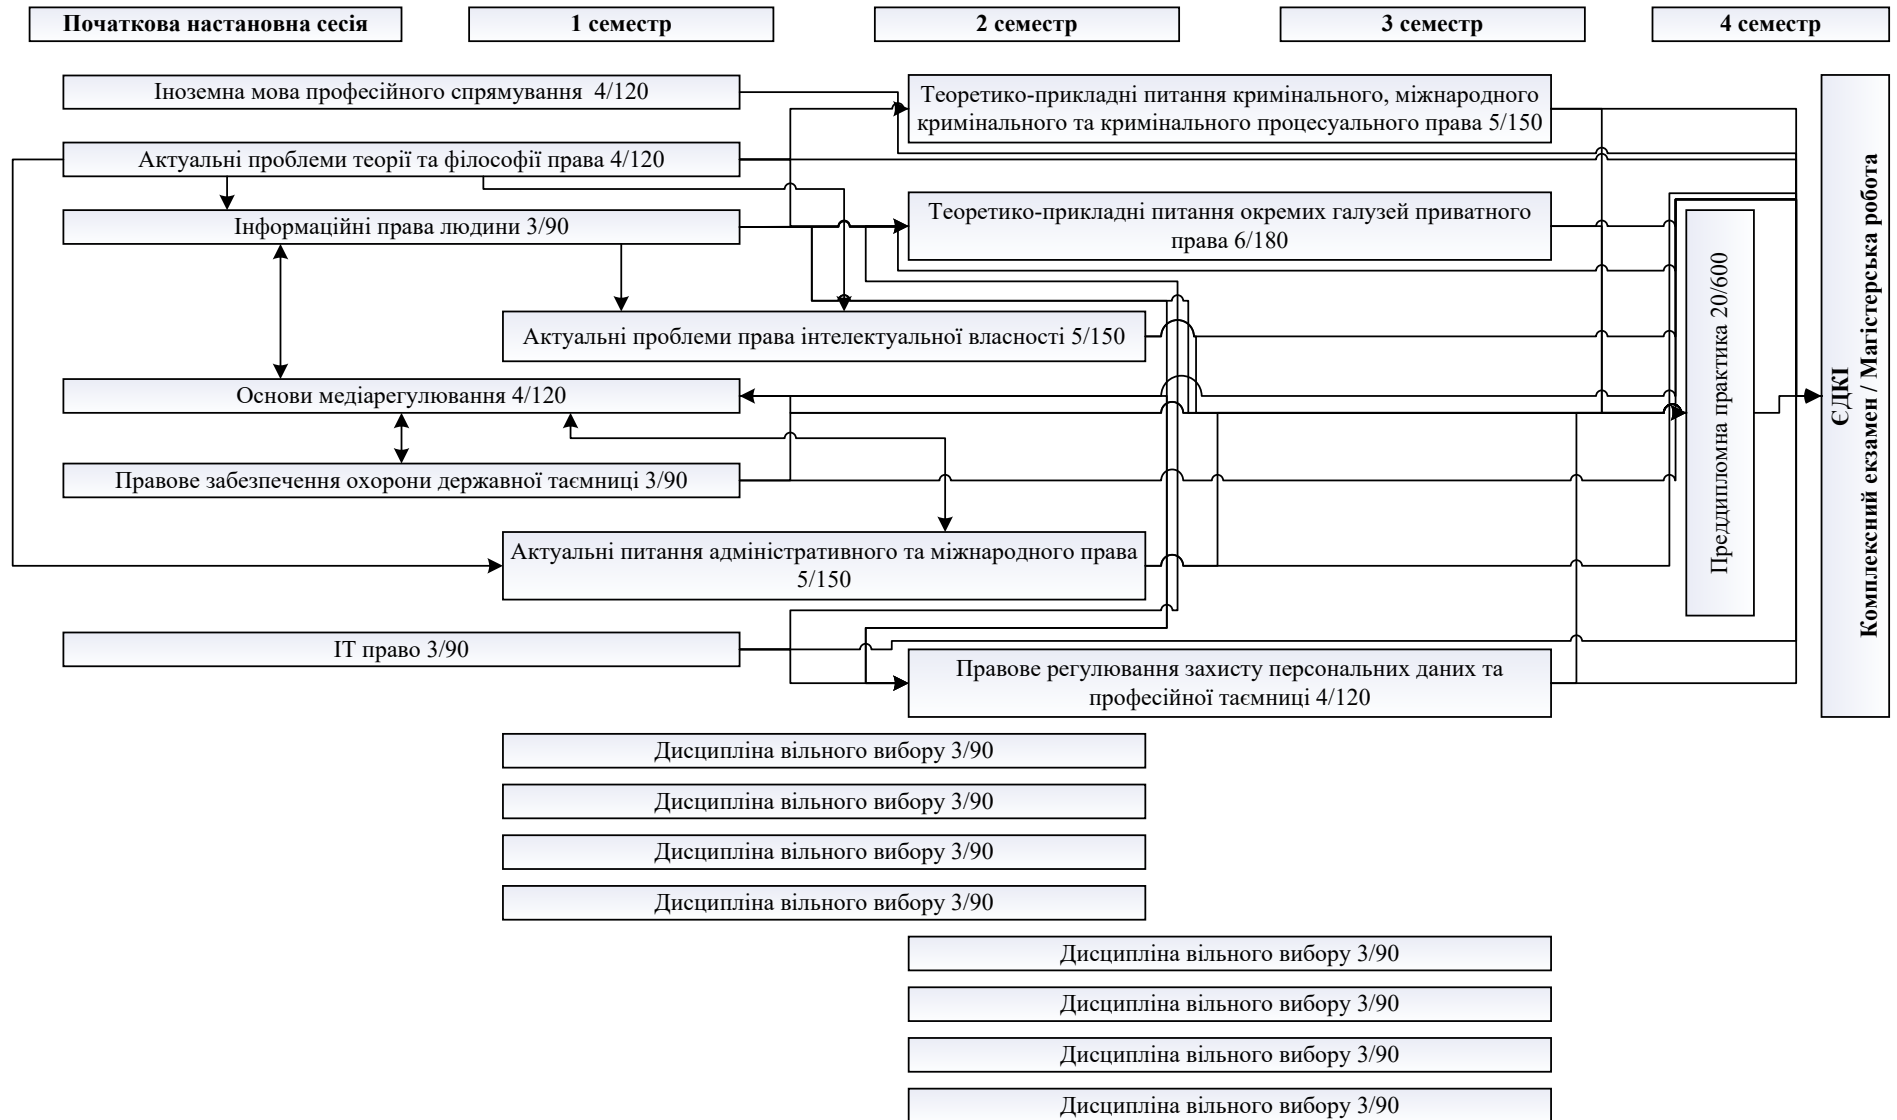 Початкова настановна сесія
1 семестр
2 семестр
3 семестр
4 семестр
Іноземна мова професійного спрямування 4/120
Теоретико-прикладні питання кримінального, міжнародного
кримінального та кримінального процесуального права 5/150
Актуальні проблеми теорії та філософії права 4/120
Інформаційні права людини 3/90
Теоретико-прикладні питання окремих галузей приватного
права 6/180
Актуальні проблеми права інтелектуальної власності 5/150
Основи медіарегулювання 4/120
Правове забезпечення охорони державної таємниці 3/90
Актуальні питання адміністративного та міжнародного права
5/150
ІТ право 3/90
Правове регулювання захисту персональних даних та
професійної таємниці 4/120
Переддипломна практика 20/600
ЄДКІ
Комплексний екзамен / Магістерська робота
Дисципліна вільного вибору 3/90
Дисципліна вільного вибору 3/90
Дисципліна вільного вибору 3/90
Дисципліна вільного вибору 3/90
Дисципліна вільного вибору 3/90
Дисципліна вільного вибору 3/90
Дисципліна вільного вибору 3/90
Дисципліна вільного вибору 3/90